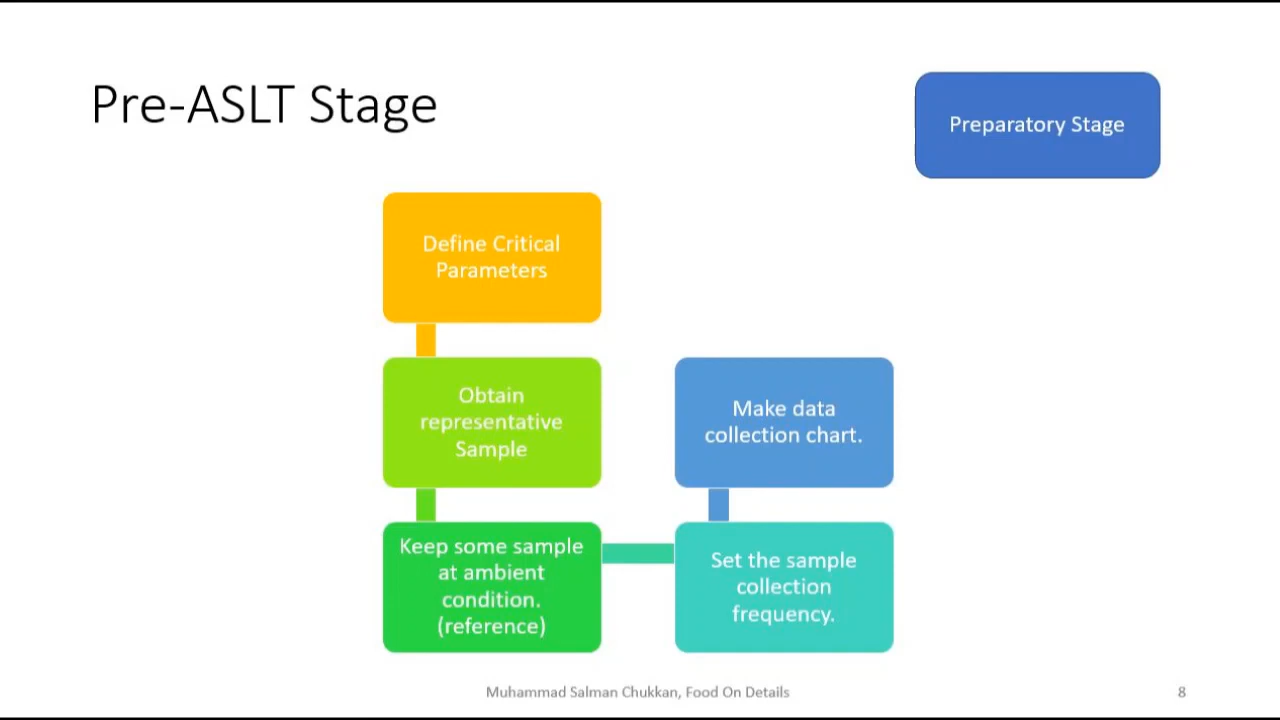 Pre-ASLT Stage
Preparatory Stage
Define Critical
Parameters
Obtain
representative
Sample
Keep some sample
at ambient
condition.
(reference)
Set the sample
collection
frequency.
Make data
collection chart.
Muhammad Salman Chukkan, Food On Details
8